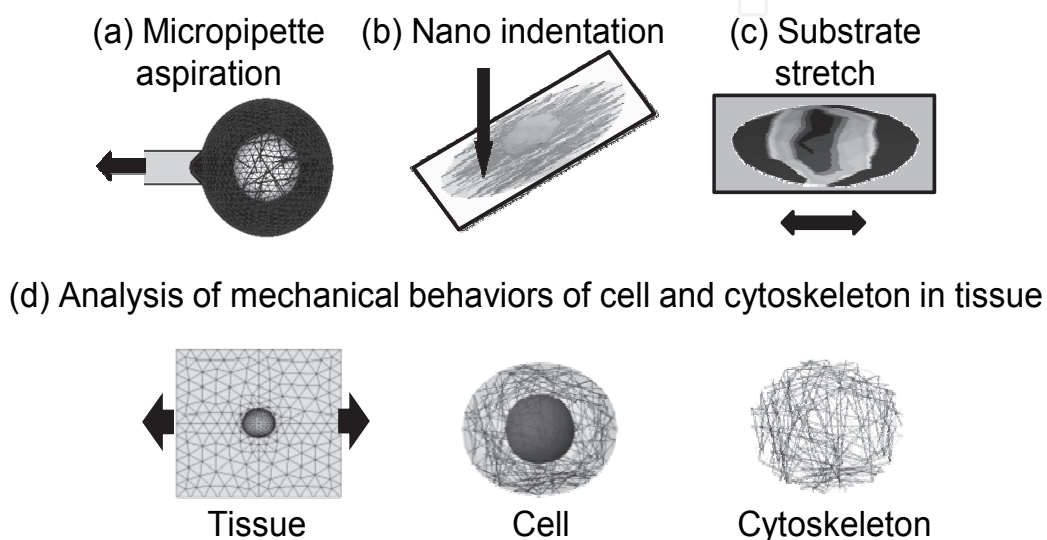 (a) Micropipette
aspiration
(b) Nano indentation
(c) Substrate
stretch
(d) Analysis of mechanical behaviors of cell and cytoskeleton in tissue
Tissue
Cell
Cytoskeleton